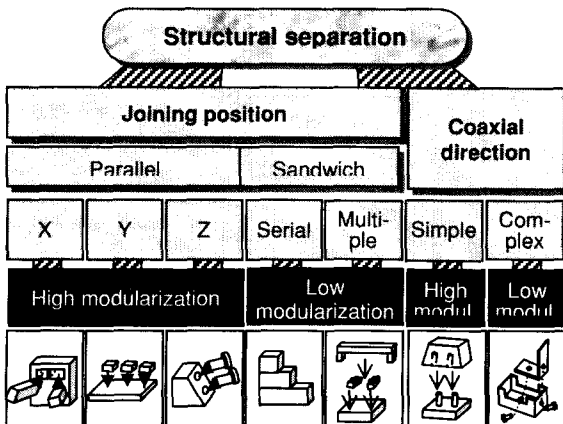 Structural separation
Joining position
Coaxial
direction
Parallel
Sandwich
X
Y
Z
Serial
Multi-
ple
Simple
Com-
plex
High modularization
Low
modularization
High
modul.
Low
modul.